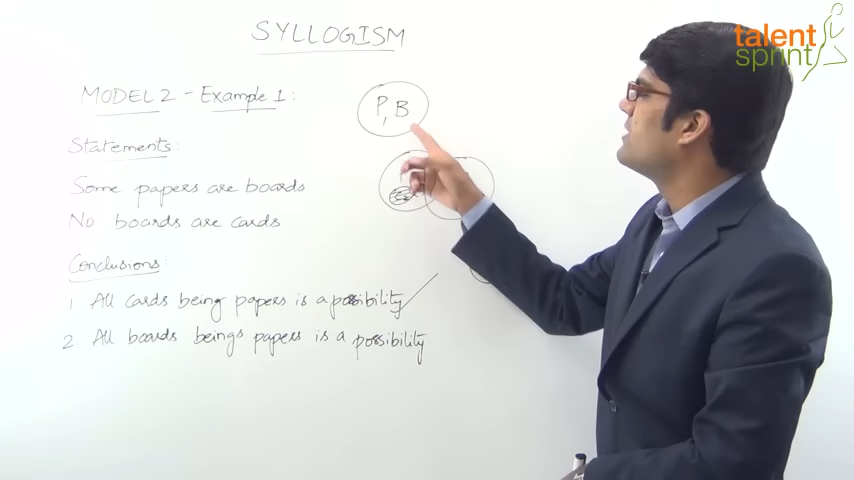 SYLLOGISM
talent
sprint
MODEL 2 - Example 1:
P, B
Statements:
Some papers are boards
No boards are cards
Conclusions:
1 All cards being papers is a possibility
2 All boards beings papers is a possibility